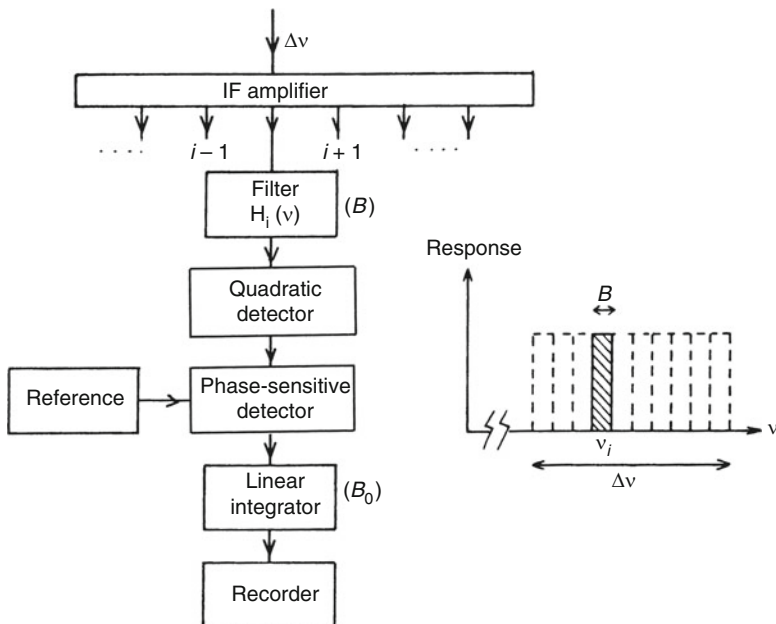 Δν
IF amplifier
. . . . i – 1 i + 1 . . . .
Filter
H_i (ν)
(B)
Quadratic
detector
Reference
Phase-sensitive
detector
Linear
integrator
(B_0)
Recorder
Response
B
ν
ν_i
Δν